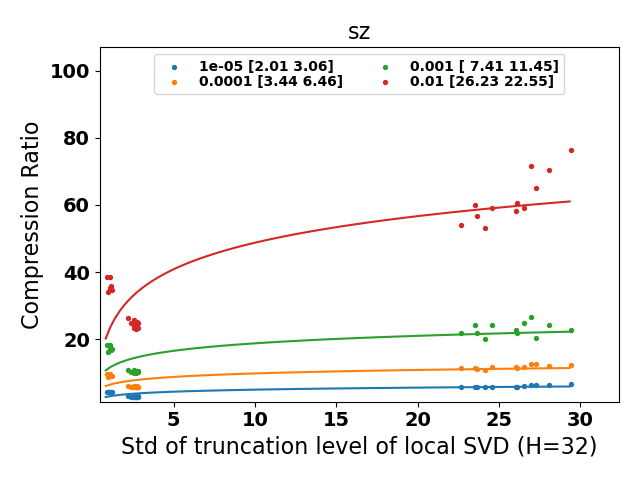 sz
1e-05 [2.01 3.06]
0.0001 [3.44 6.46]
0.001 [ 7.41 11.45]
0.01 [26.23 22.55]
Compression Ratio
100
80
60
40
20
5 10 15 20 25 30
Std of truncation level of local SVD (H=32)